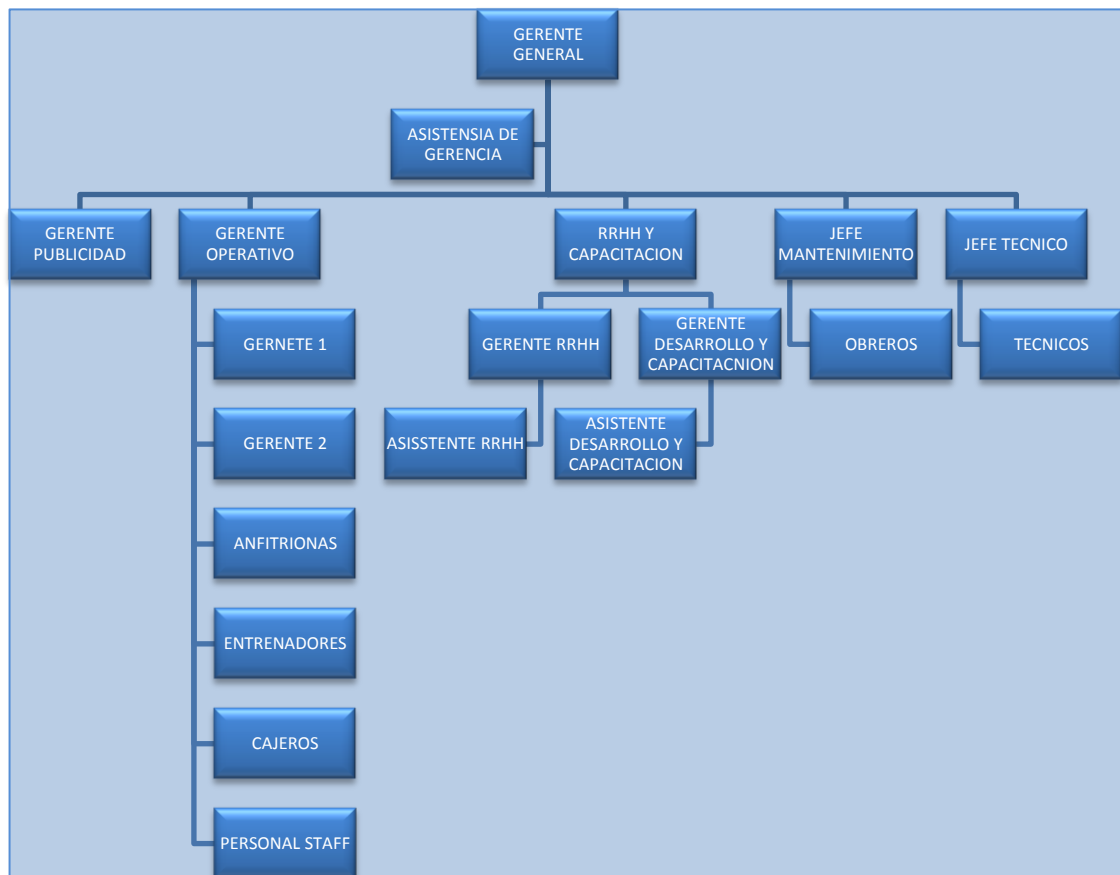 GERENTE
GENERAL
ASISTENSIA DE
GERENCIA
GERENTE
PUBLICIDAD
GERENTE
OPERATIVO
RRHH Y
CAPACITACION
JEFE
MANTENIMIENTO
JEFE TECNICO
GERNETE 1
GERENTE RRHH
GERENTE
DESARROLLO Y
CAPACITACNION
OBREROS
TECNICOS
GERENTE 2
ASISSTENTE RRHH
ASISTENTE
DESARROLLO Y
CAPACITACION
ANFITRIONAS
ENTRENADORES
CAJEROS
PERSONAL STAFF